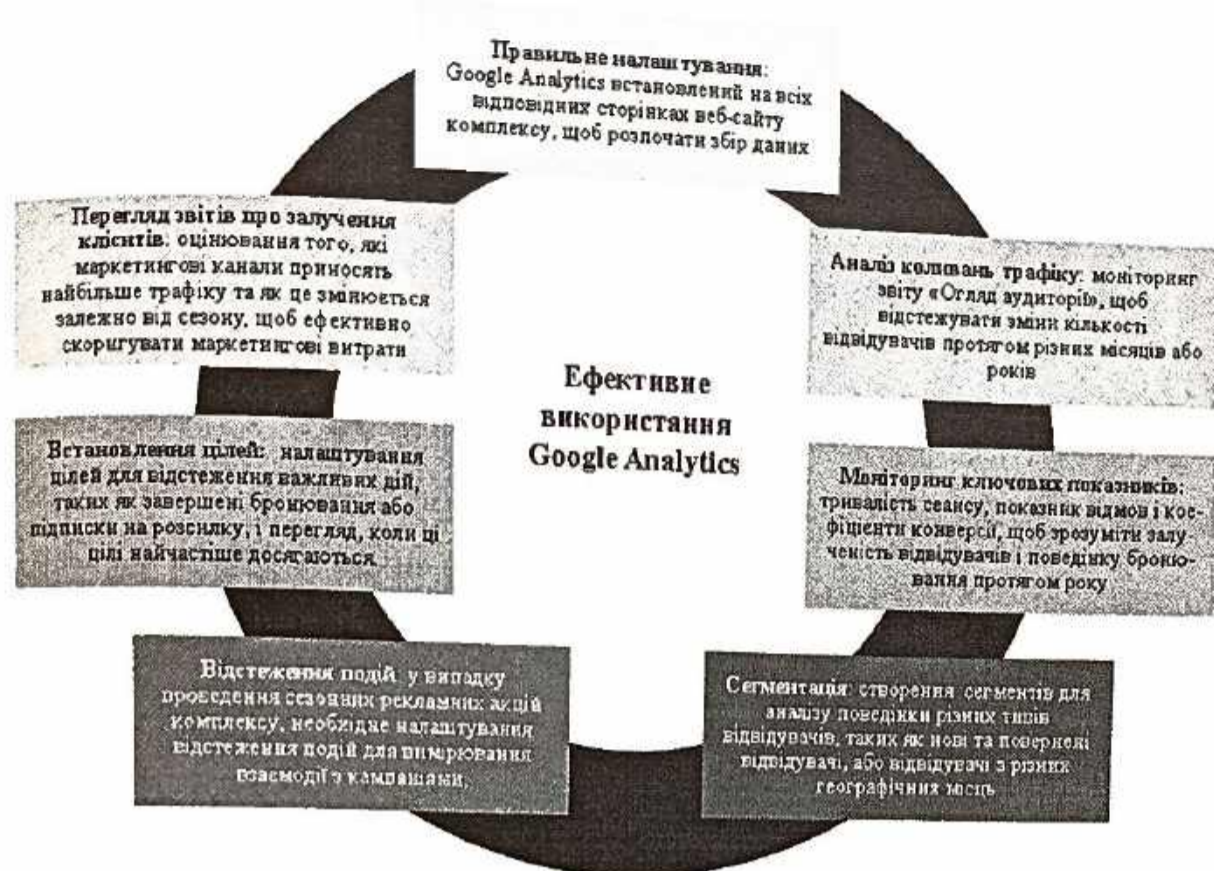 Правильне налаштування:
Google Analytics встановлений на всіх
відповідних сторінках веб-сайту
комплексу, щоб розпочати збір даних
Аналіз коливань трафіку: моніторинг
звіту «Огляд аудиторії», щоб
відстежувати зміни кількості
відвідувачів протягом різних місяців або
років
Моніторинг ключових показників:
тривалість сеансу, показник відмов і кое-
фіцієнти конверсії, щоб зрозуміти залу-
ченість відвідувачів і поведінку броню-
вання протягом року
Сегментація: створення сегментів для
аналізу поведінки різних типів
відвідувачів, таких як нові та повернені
відвідувачі, або відвідувачі з різних
географічния місць
Відстеження подій: у випадку
проведення сезонних рекламних акцій
комплексу, необхідне налаштування
відстеження подій для вимірювання
взаємодії з кампаніями.
Встановлення цілей: налаштування
цілей для відстеження важливих дій,
таких як завершені бронювання або
підписки на розсилку, і перегляд, коли ці
цілі найчастіше досягаються
Перегляд звітів про залучення
клієнтів: оцінювання того, які
маркетингові канали приносять
найбільше трафіку та як це змінюється
залежно від сезону, щоб ефективно
скоригувати маркетингові витрати
Ефективне
використання
Google Analytics